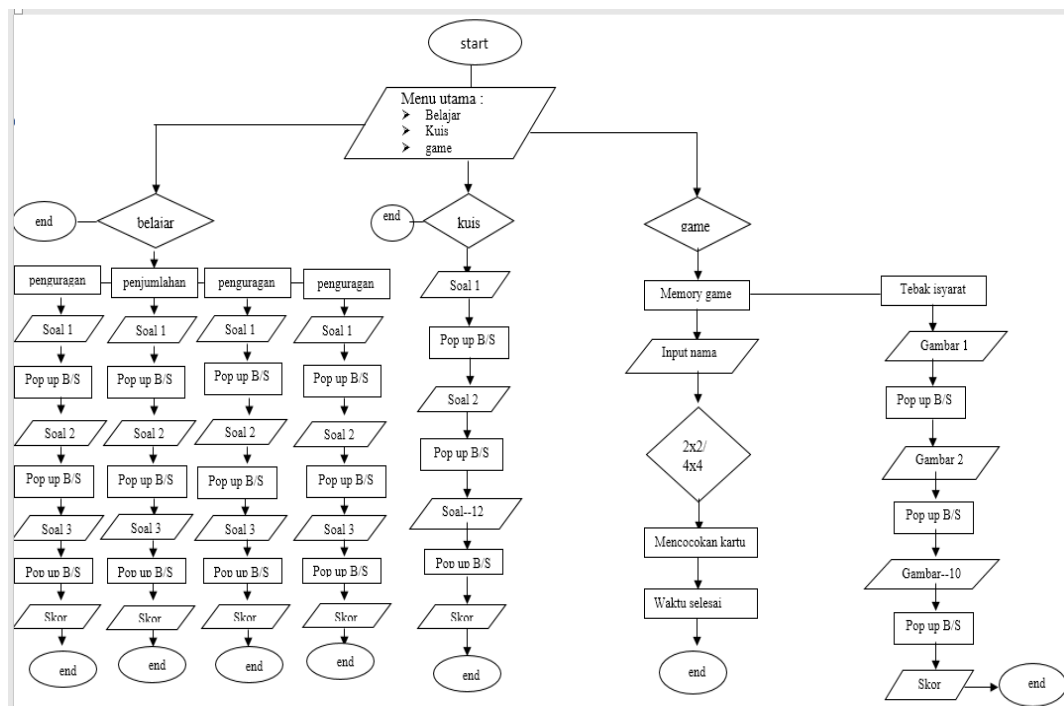 start
Menu utama :
Belajar
Kuis
game
end
belajar
end
kuis
game
penguragan
penjumlahan
penguragan
penguragan
Soal 1
Soal 1
Soal 1
Soal 1
Pop up B/S
Pop up B/S
Pop up B/S
Pop up B/S
Soal 2
Soal 2
Soal 2
Soal 2
Pop up B/S
Pop up B/S
Pop up B/S
Pop up B/S
Soal 3
Soal 3
Soal 3
Soal 3
Pop up B/S
Pop up B/S
Pop up B/S
Pop up B/S
Skor
Skor
Skor
Skor
end
end
end
end
Soal 1
Pop up B/S
Soal 2
Pop up B/S
Soal--12
Pop up B/S
Skor
end
Memory game
Input nama
2x2/
4x4
Mencocokan kartu
Waktu selesai
end
Tebak isyarat
Gambar 1
Pop up B/S
Gambar 2
Pop up B/S
Gambar--10
Pop up B/S
Skor
end